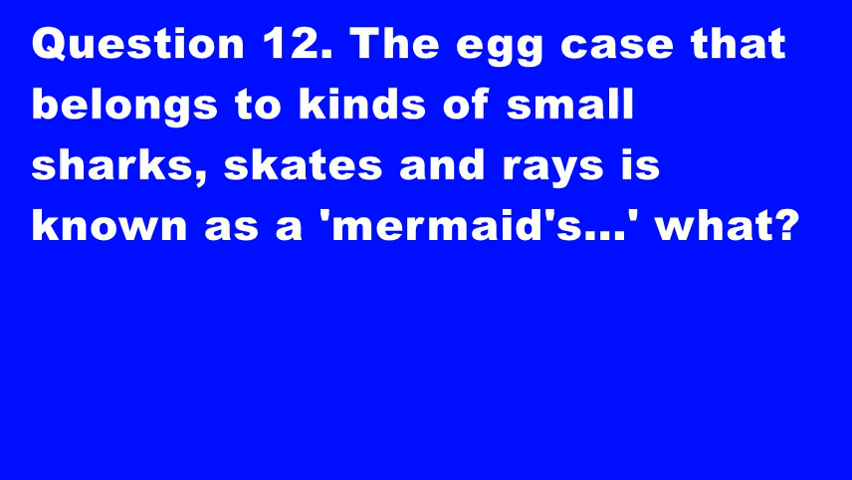 Question 12. The egg case that
belongs to kinds of small
sharks, skates and rays is
known as a 'mermaid's...' what?